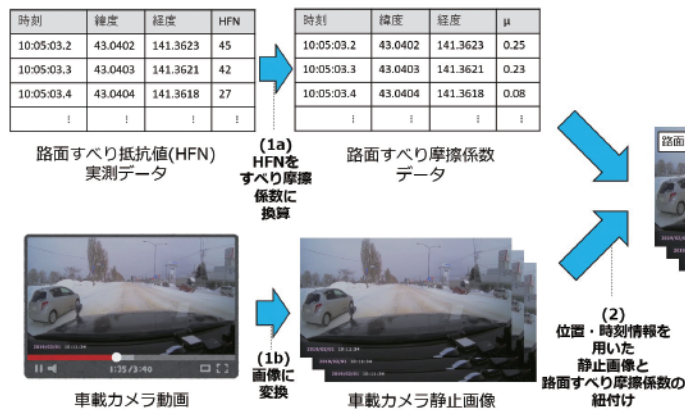 時刻 緯度 経度 HFN
10:05:03.2 43.0402 141.3623 45
10:05:03.3 43.0403 141.3621 42
10:05:03.4 43.0404 141.3618 27
⋮ ⋮ ⋮ ⋮
路面すべり抵抗値(HFN)
実測データ
(1a)
HFNを
すべり摩擦
係数に
換算
時刻 緯度 経度 μ
10:05:03.2 43.0402 141.3623 0.25
10:05:03.3 43.0403 141.3621 0.23
10:05:03.4 43.0404 141.3618 0.08
⋮ ⋮ ⋮ ⋮
路面すべり摩擦係数
データ
路面
1:35/3:40
車載カメラ動画
(1b)
画像に
変換
車載カメラ静止画像
(2)
位置・時刻情報を
用いた
静止画像と
路面すべり摩擦係数の
紐付け